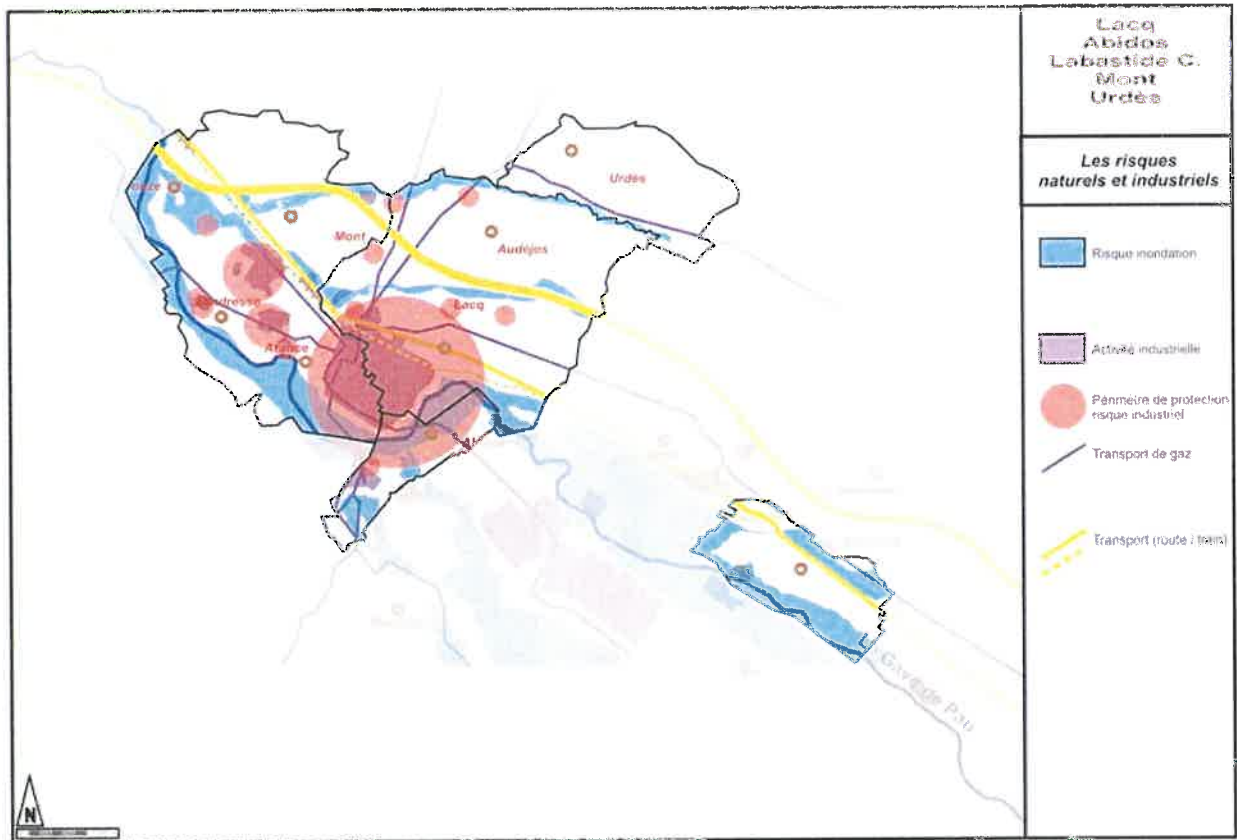 Lacq
Abidos
Labastide C.
Mont
Urdès
Les risques
naturels et industriels
Risque inondation
Activité industrielle
Périmètre de protection
risque industriel
Transport de gaz
Transport (route / train)
Urdès
Mont
Audéjos
Lacq
Arance
Gave de Pau
N